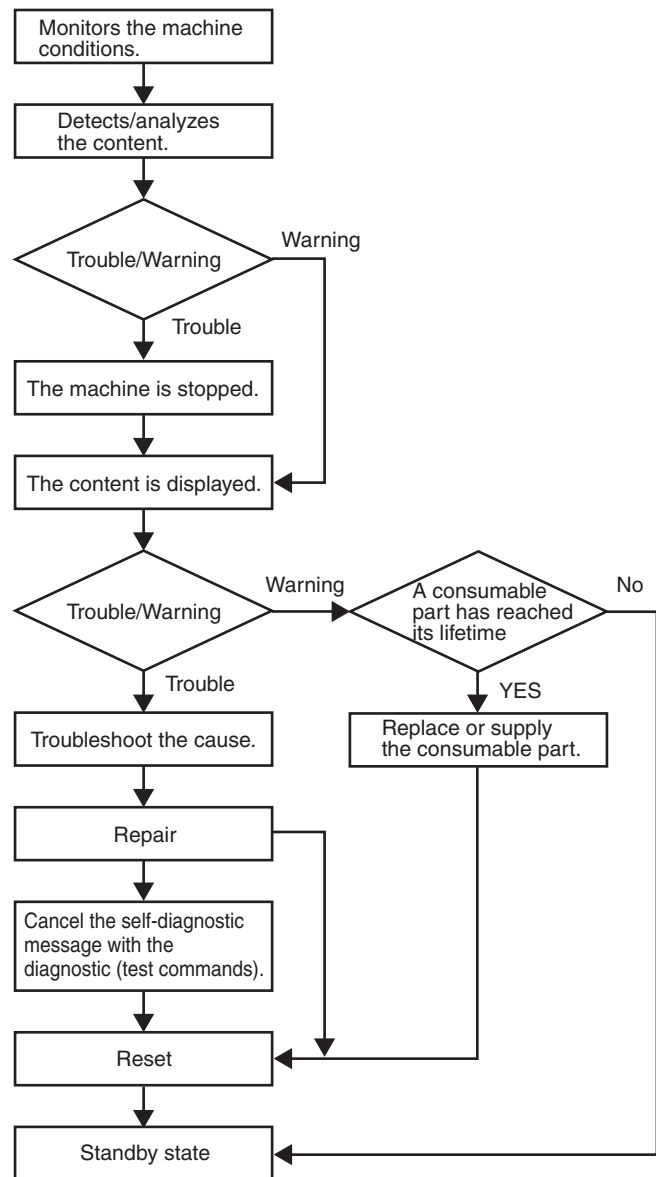 Monitors the machine
conditions.
Detects/analyzes
the content.
Trouble/Warning
Warning
Trouble
The machine is stopped.
The content is displayed.
Trouble/Warning
Warning
A consumable
part has reached
its lifetime
No
Trouble
YES
Troubleshoot the cause.
Replace or supply
the consumable part.
Repair
Cancel the self-diagnostic
message with the
diagnostic (test commands).
Reset
Standby state